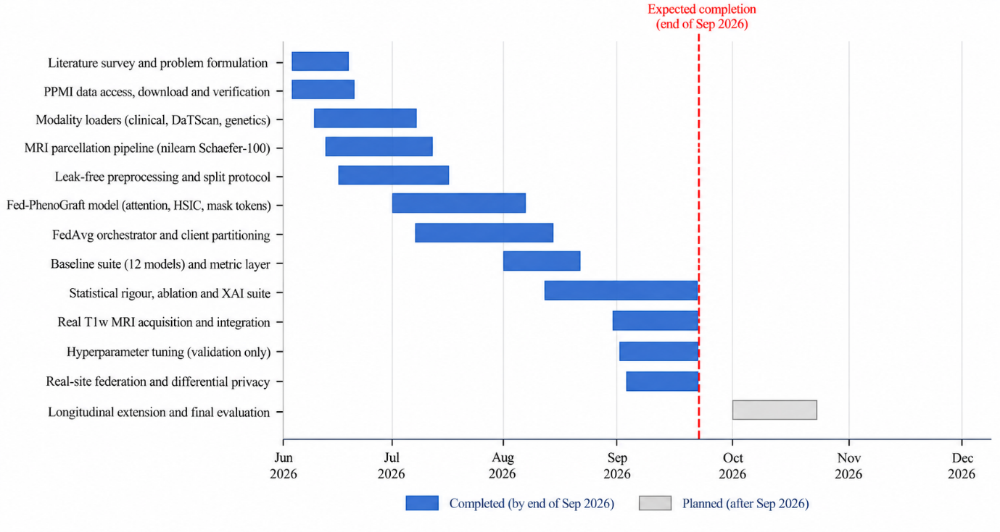 Expected completion
(end of Sep 2026)
Literature survey and problem formulation
PPMI data access, download and verification
Modality loaders (clinical, DaTScan, genetics)
MRI parcellation pipeline (nilearn Schaefer-100)
Leak-free preprocessing and split protocol
Fed-PhenoGraft model (attention, HSIC, mask tokens)
FedAvg orchestrator and client partitioning
Baseline suite (12 models) and metric layer
Statistical rigour, ablation and XAI suite
Real T1w MRI acquisition and integration
Hyperparameter tuning (validation only)
Real-site federation and differential privacy
Longitudinal extension and final evaluation
Jun Jul Aug Sep Oct Nov Dec
2026 2026 2026 2026 2026 2026 2026
Completed (by end of Sep 2026) Planned (after Sep 2026)